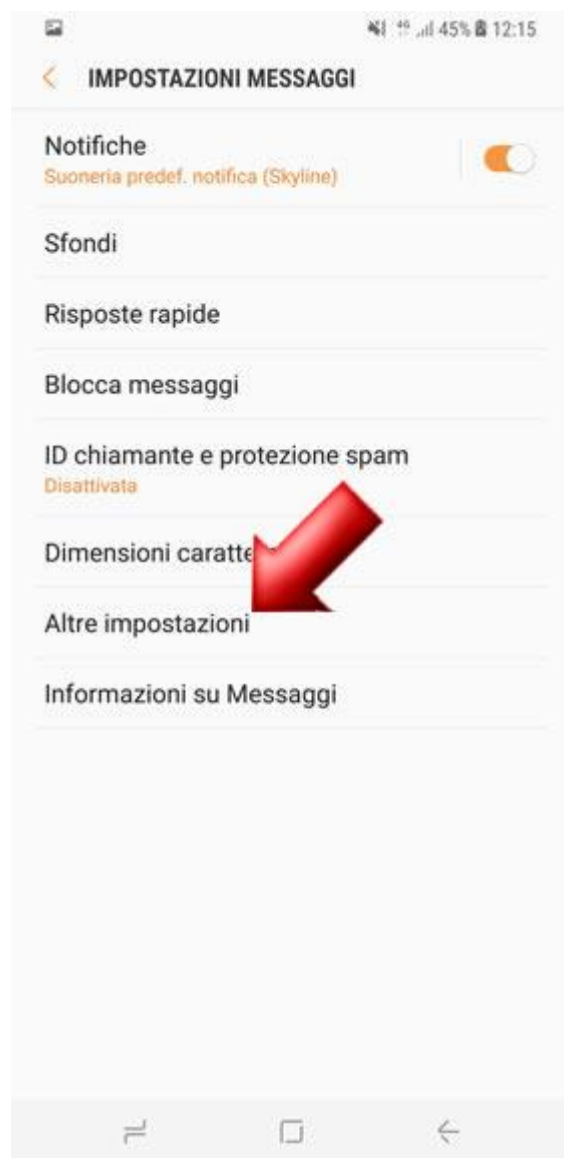 45% 12:15
IMPOSTAZIONI MESSAGGI
Notifiche
Suoneria predef. notifica (Skyline)
Sfondi
Risposte rapide
Blocca messaggi
ID chiamante e protezione spam
Disattivata
Dimensioni
Altre impostazioni
Informazioni su Messaggi